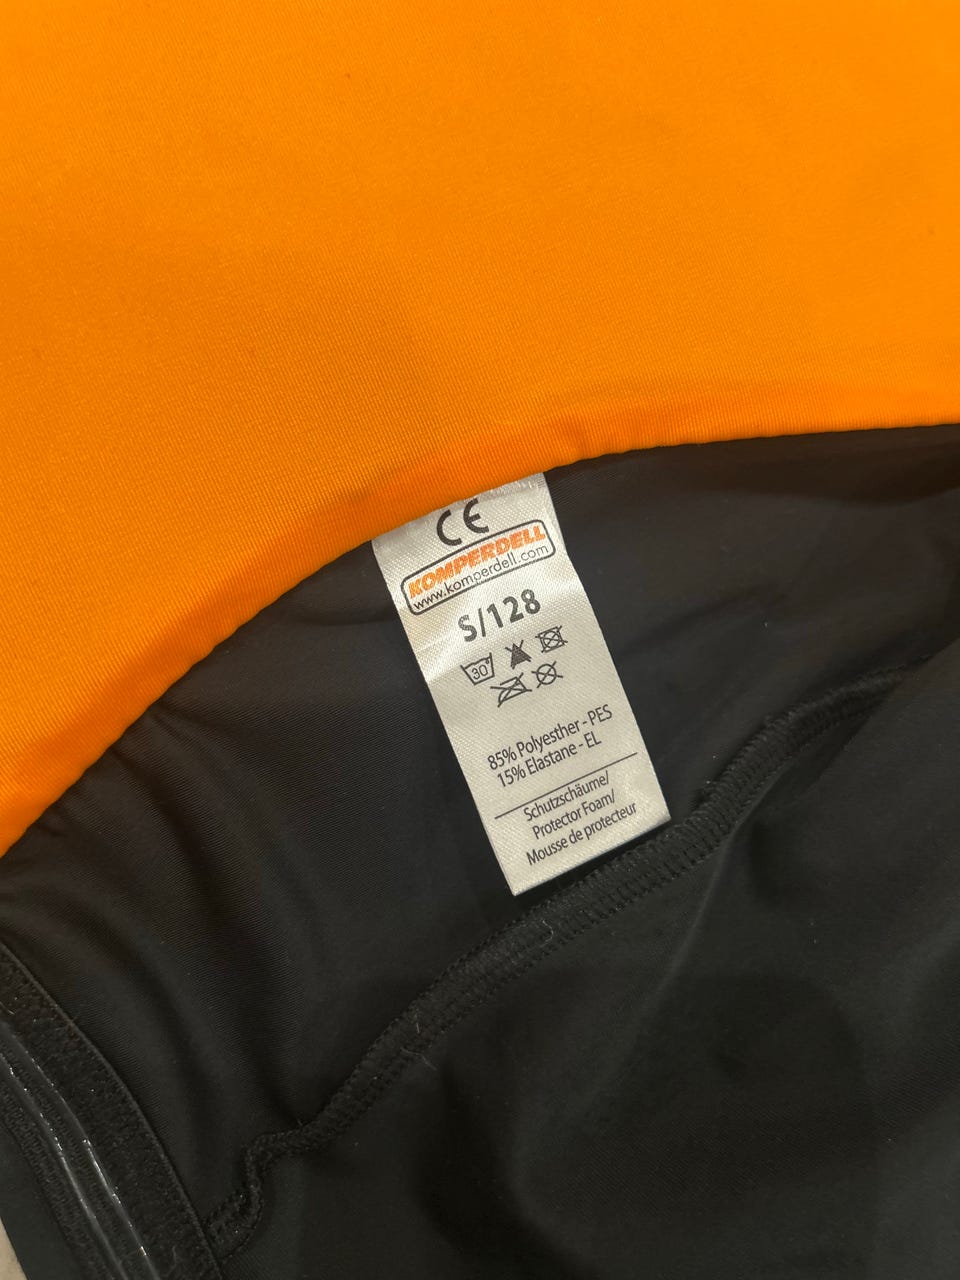 CE
KOMPERDELL
www.komperdell.com
S/128
30°
85% Polyesther - PES
15% Elastane - EL
Schutzschäume/
Protector Foam/
Mousse de protecteur